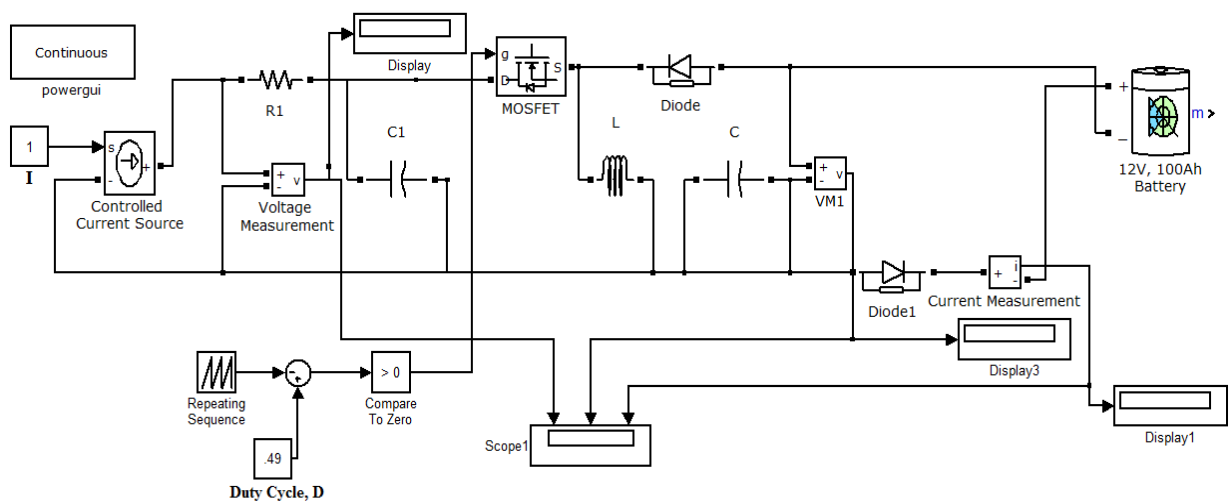 Continuous
powergui
1
I
s
+
-
Controlled
Current Source
R1
+
-
v
Voltage
Measurement
Display
C1
g
D
S
MOSFET
Diode
L
C
+
-
v
VM1
+
−
m
12V, 100Ah
Battery
Diode1
+
i
-
Current Measurement
Display3
Display1
Repeating
Sequence
-
+
> 0
Compare
To Zero
.49
Duty Cycle, D
Scope1